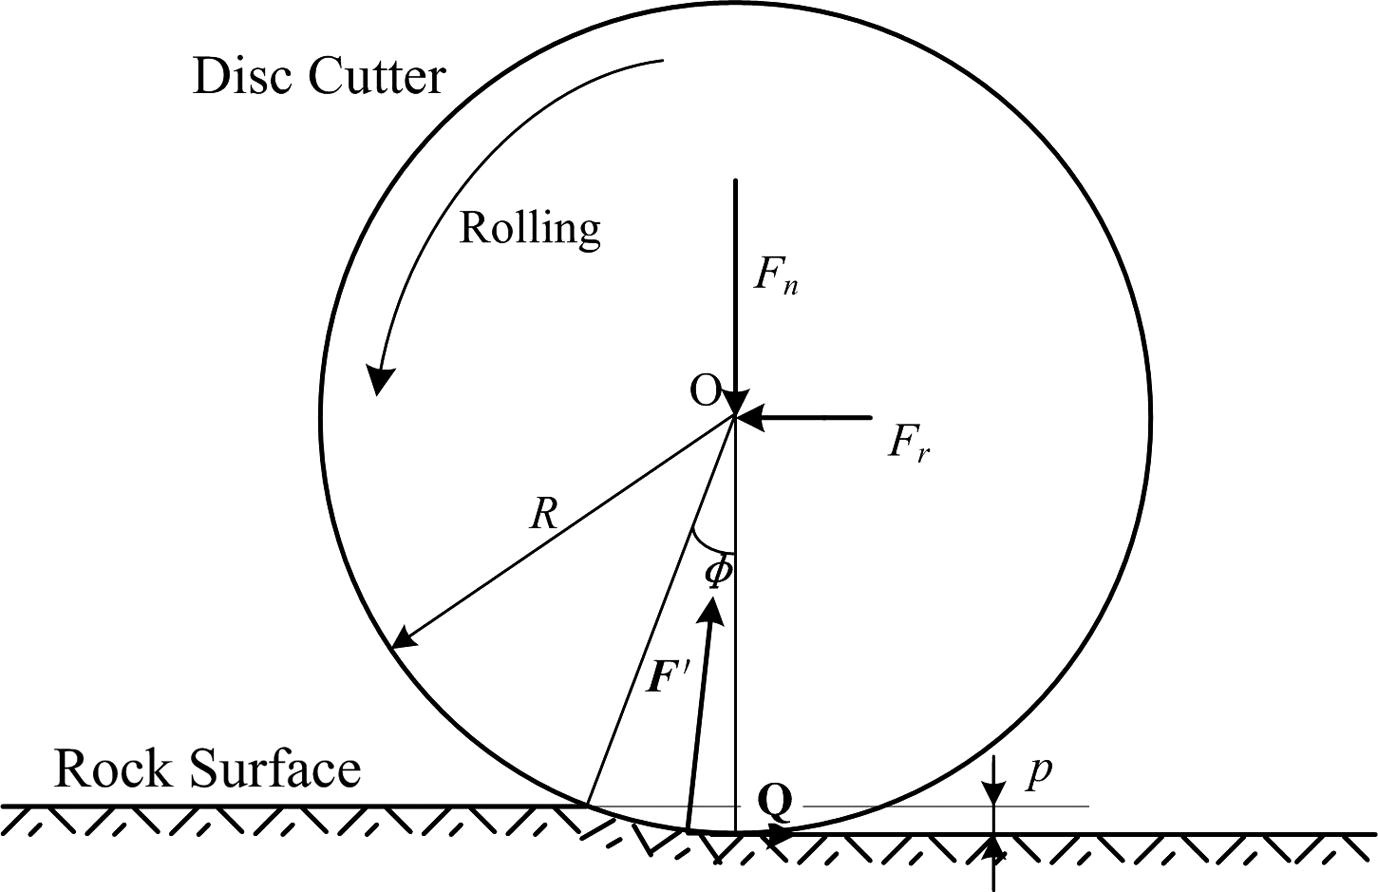 Disc Cutter
Rolling
Fn
O
Fr
R
Φ
F'
Rock Surface
Q
p